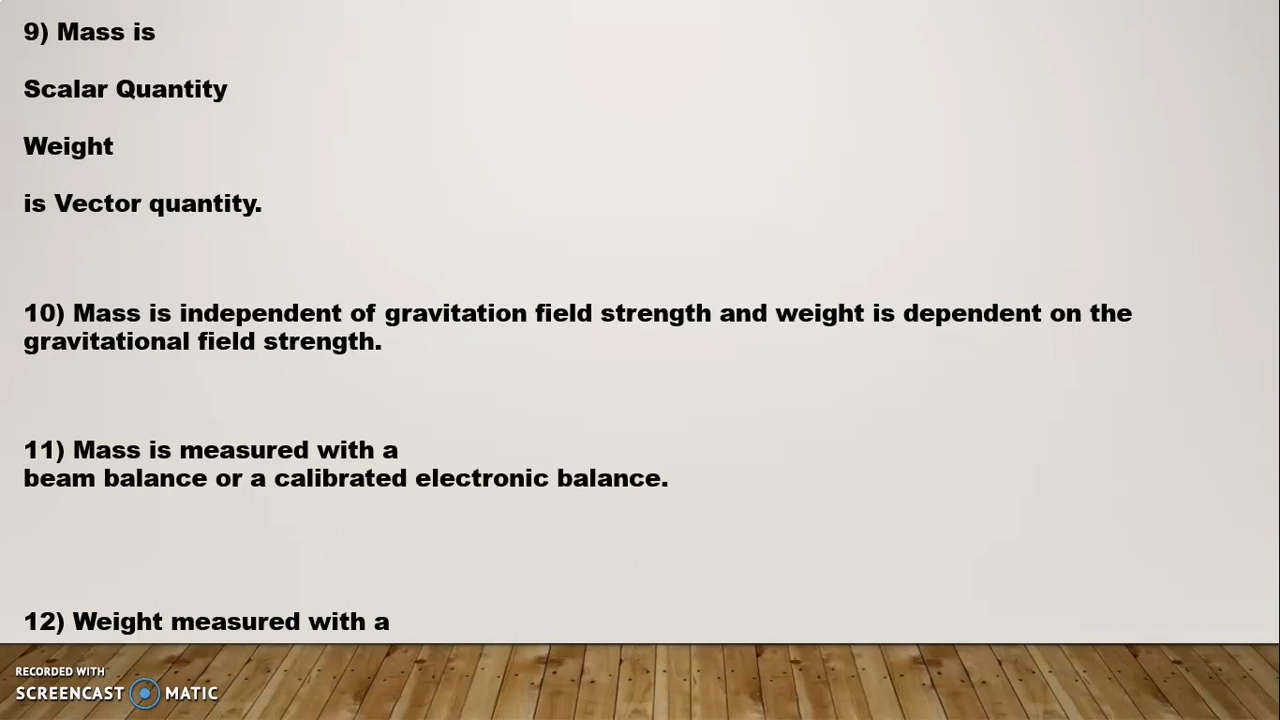 9) Mass is
Scalar Quantity
Weight
is Vector quantity.
10) Mass is independent of gravitation field strength and weight is dependent on the
gravitational field strength.
11) Mass is measured with a
beam balance or a calibrated electronic balance.
12) Weight measured with a
RECORDED WITH
SCREENCAST MATIC